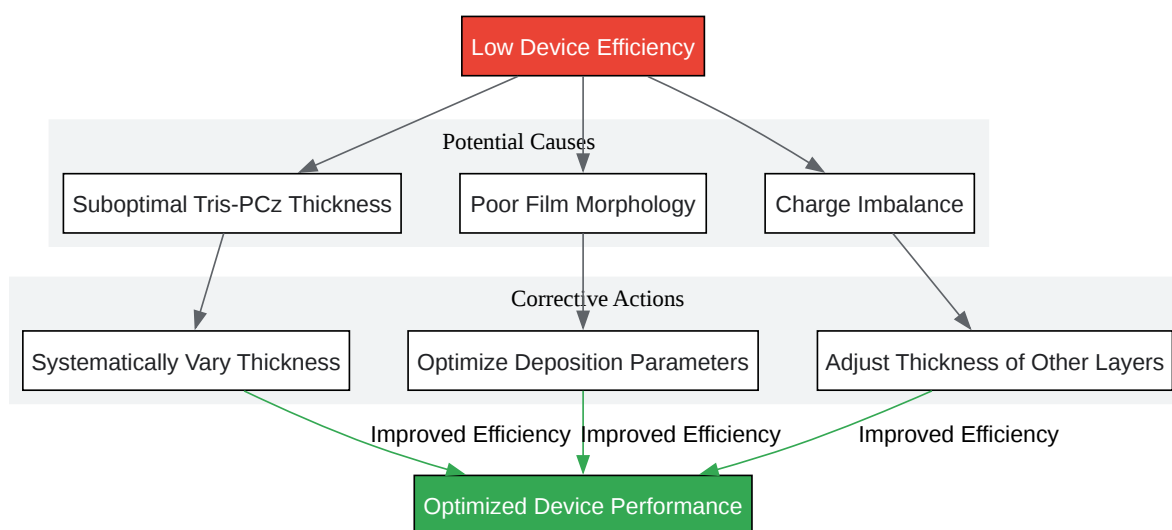 Low Device Efficiency
Potential Causes
Suboptimal Tris-PCz Thickness
Poor Film Morphology
Charge Imbalance
Corrective Actions
Systematically Vary Thickness
Optimize Deposition Parameters
Adjust Thickness of Other Layers
Improved Efficiency
Improved Efficiency
Improved Efficiency
Optimized Device Performance